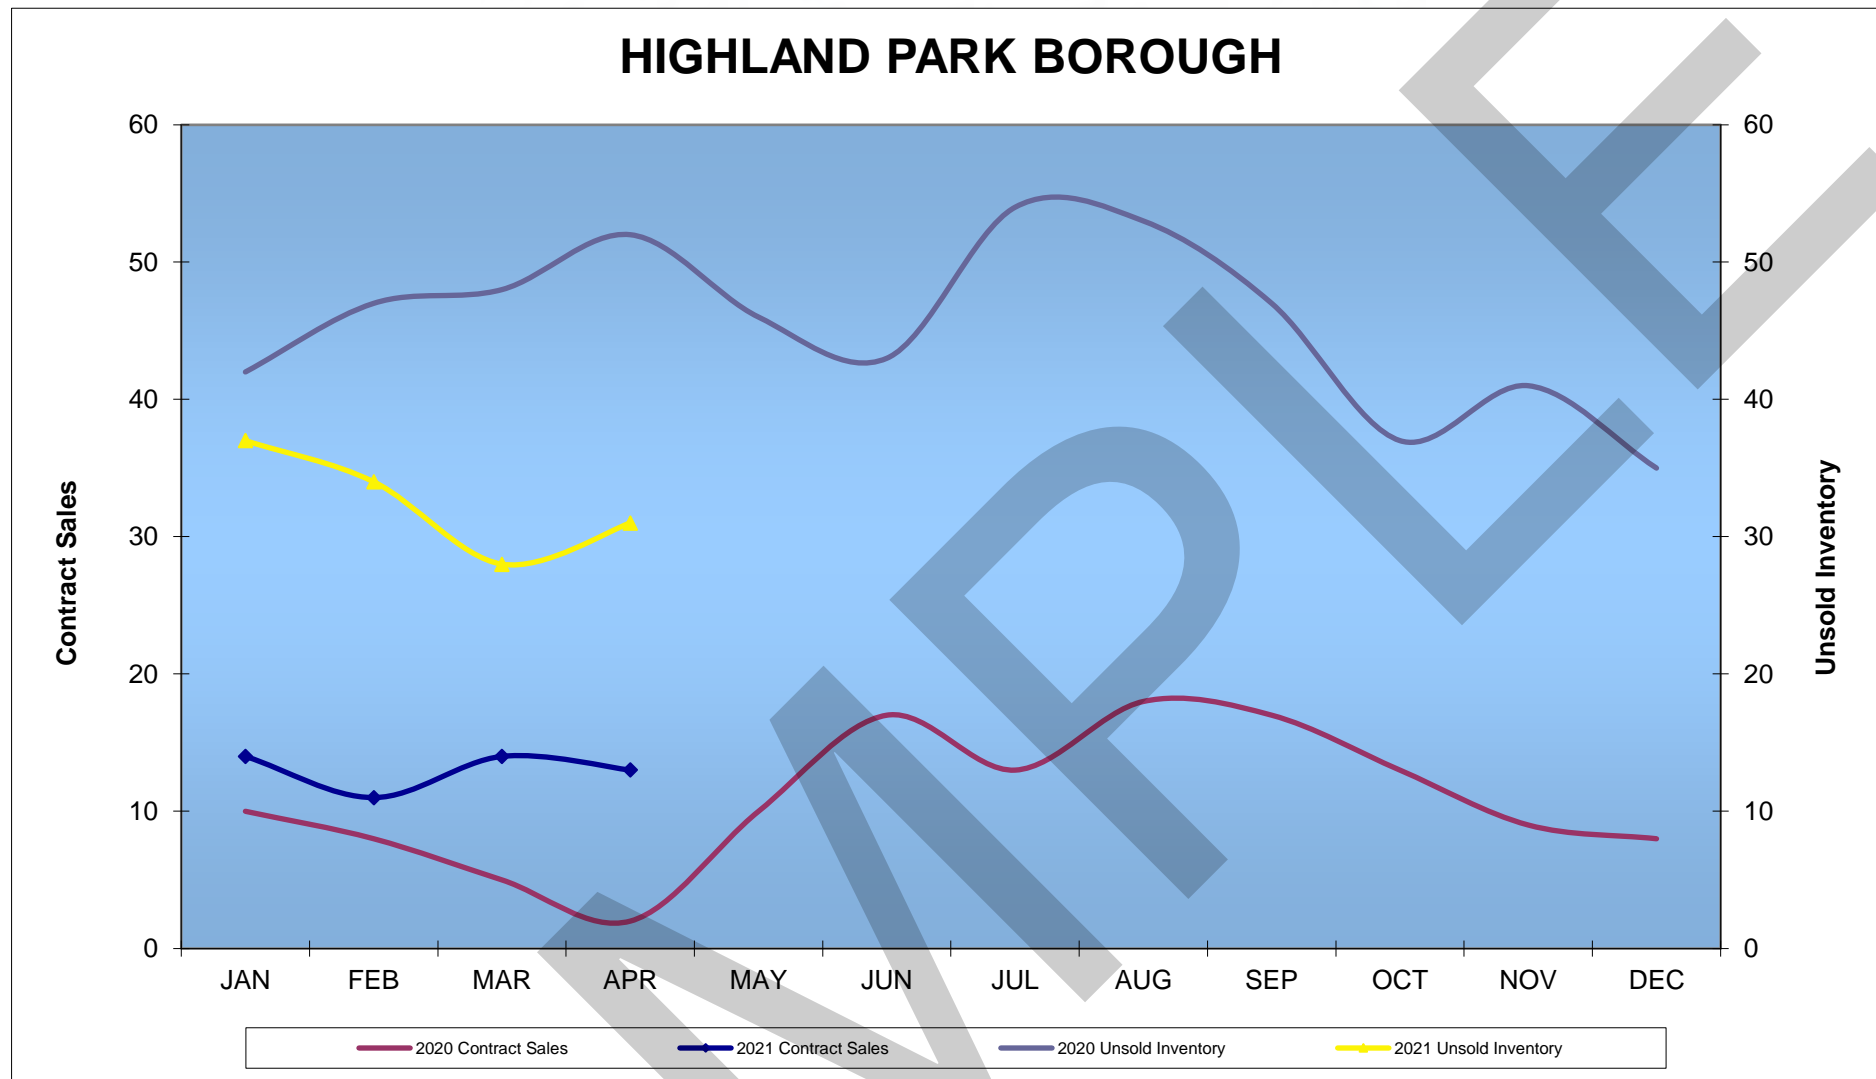 HIGHLAND PARK BOROUGH
60
50
40
30
20
10
0
Contract Sales
60
50
40
30
20
10
0
Unsold Inventory
JAN FEB MAR APR MAY JUN JUL AUG SEP OCT NOV DEC
2020 Contract Sales 2021 Contract Sales 2020 Unsold Inventory 2021 Unsold Inventory
MPLE